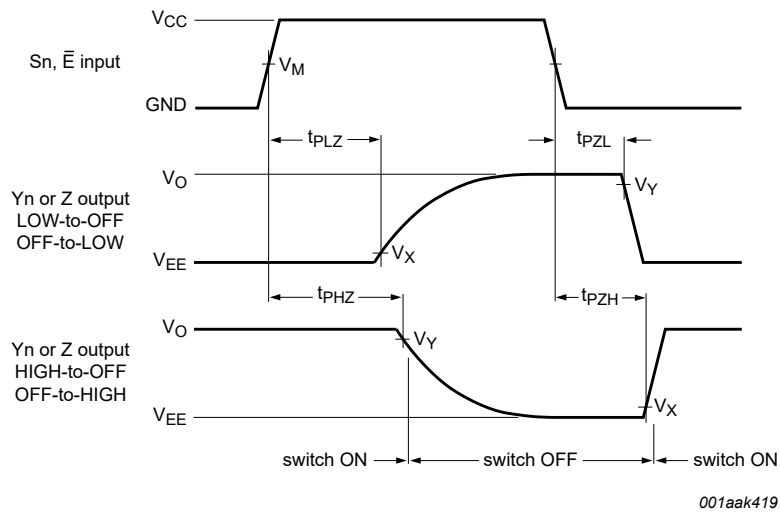 VCC
Sn, E̅ input
VM
GND
tPLZ
tPZL
VO
Yn or Z output
LOW-to-OFF
OFF-to-LOW
VY
VEE
VX
tPHZ
tPZH
VO
Yn or Z output
HIGH-to-OFF
OFF-to-HIGH
VY
VEE
VX
switch ON
switch OFF
switch ON
001aak419